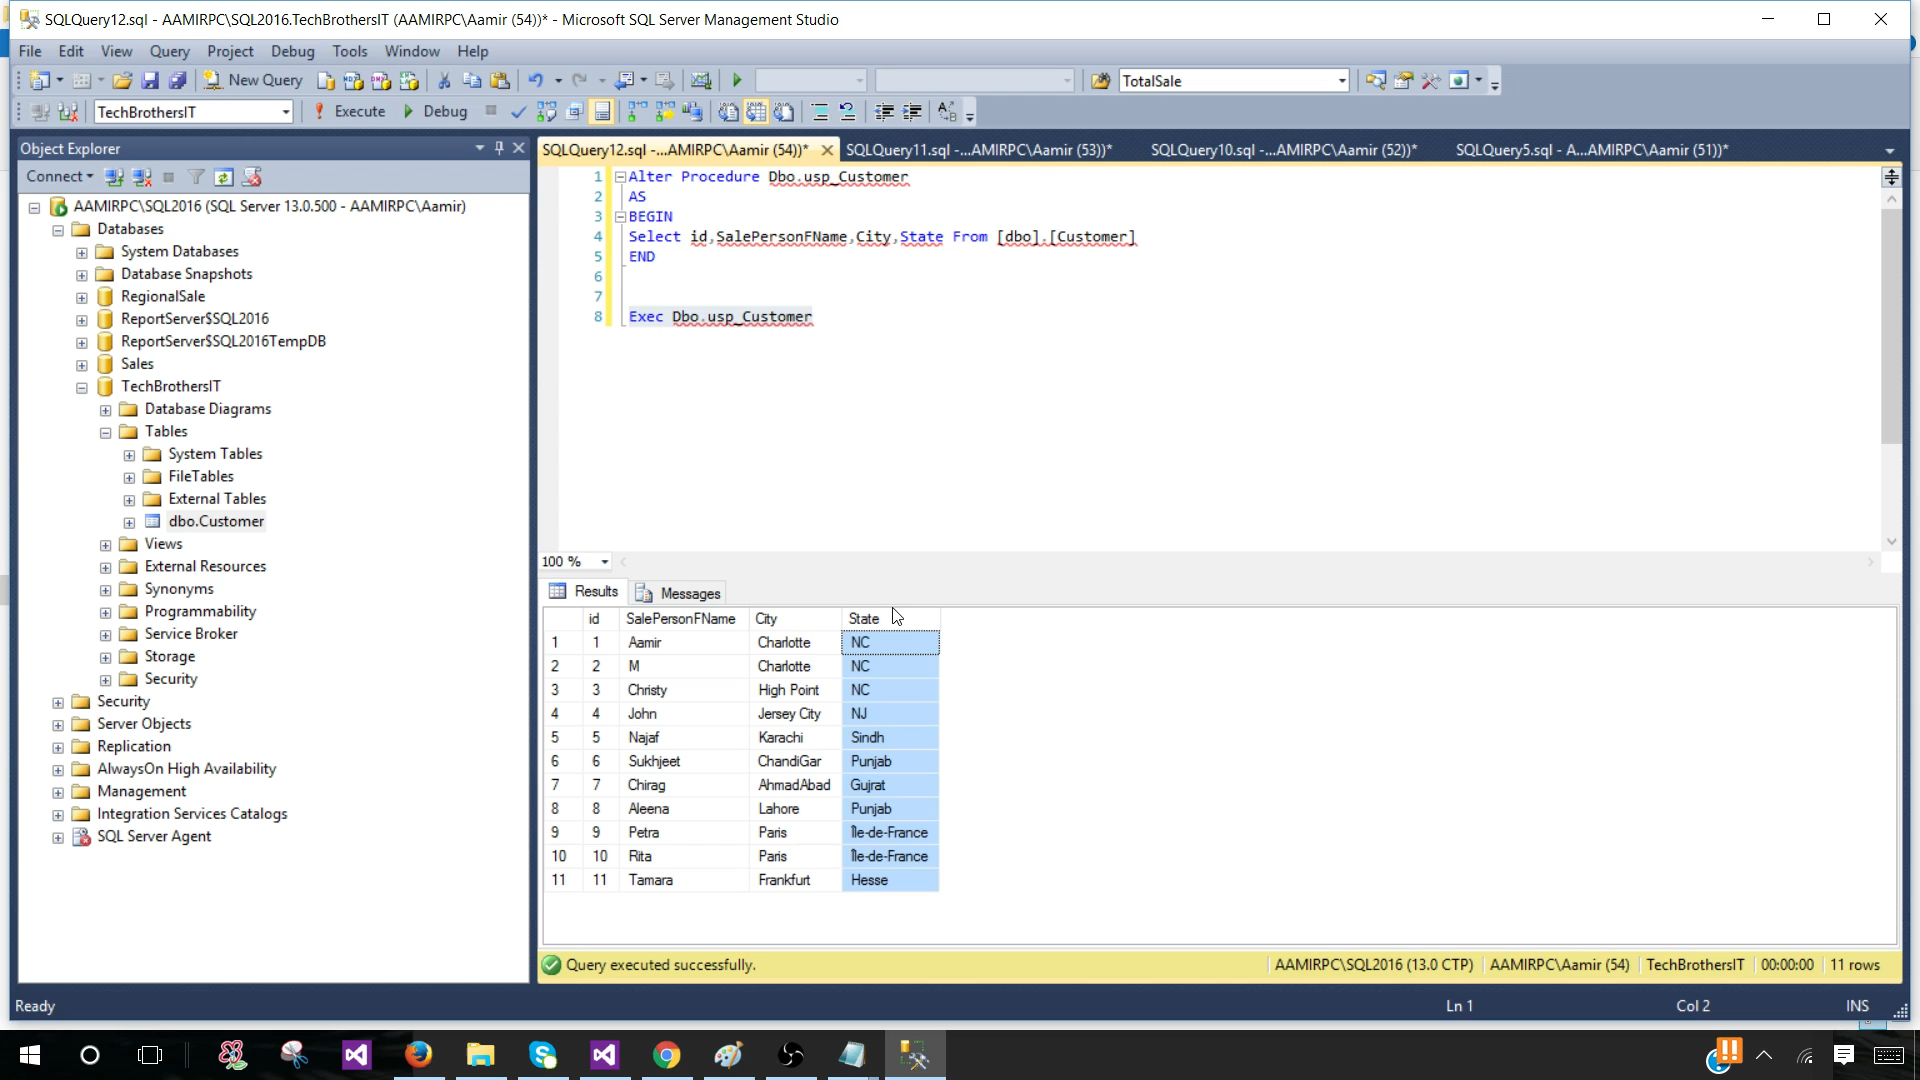 SQLQuery12.sql - AAMIRPC\SQL2016.TechBrothersIT (AAMIRPC\Aamir (54))* - Microsoft SQL Server Management Studio
File Edit View Query Project Debug Tools Window Help
New Query TotalSale
TechBrothersIT Execute Debug
Object Explorer
Connect
AAMIRPC\SQL2016 (SQL Server 13.0.500 - AAMIRPC\Aamir)
Databases
System Databases
Database Snapshots
RegionalSale
ReportServer$SQL2016
ReportServer$SQL2016TempDB
Sales
TechBrothersIT
Database Diagrams
Tables
System Tables
FileTables
External Tables
dbo.Customer
Views
External Resources
Synonyms
Programmability
Service Broker
Storage
Security
Security
Server Objects
Replication
AlwaysOn High Availability
Management
Integration Services Catalogs
SQL Server Agent
SQLQuery12.sql -...AMIRPC\Aamir (54))* SQLQuery11.sql -...AMIRPC\Aamir (53))* SQLQuery10.sql -...AMIRPC\Aamir (52))* SQLQuery5.sql - A...AMIRPC\Aamir (51))*
1 Alter Procedure Dbo.usp_Customer
2 AS
3 BEGIN
4 Select id,SalePersonFName,City,State From [dbo].[Customer]
5 END
6
7
8 Exec Dbo.usp_Customer
100 %
Results Messages
id SalePersonFName City State
1 1 Aamir Charlotte NC
2 2 M Charlotte NC
3 3 Christy High Point NC
4 4 John Jersey City NJ
5 5 Najaf Karachi Sindh
6 6 Sukhjeet ChandiGar Punjab
7 7 Chirag AhmadAbad Gujrat
8 8 Aleena Lahore Punjab
9 9 Petra Paris Île-de-France
10 10 Rita Paris Île-de-France
11 11 Tamara Frankfurt Hesse
Query executed successfully. AAMIRPC\SQL2016 (13.0 CTP) AAMIRPC\Aamir (54) TechBrothersIT 00:00:00 11 rows
Ready Ln 1 Col 2 INS